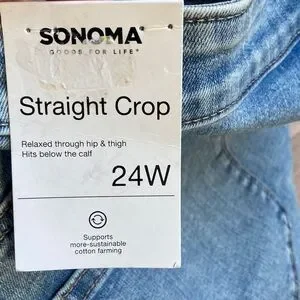 SONOMA
GOODS FOR LIFE
Straight Crop
Relaxed through hip & thigh
Hits below the calf
24W
Supports
more-sustainable
cotton farming